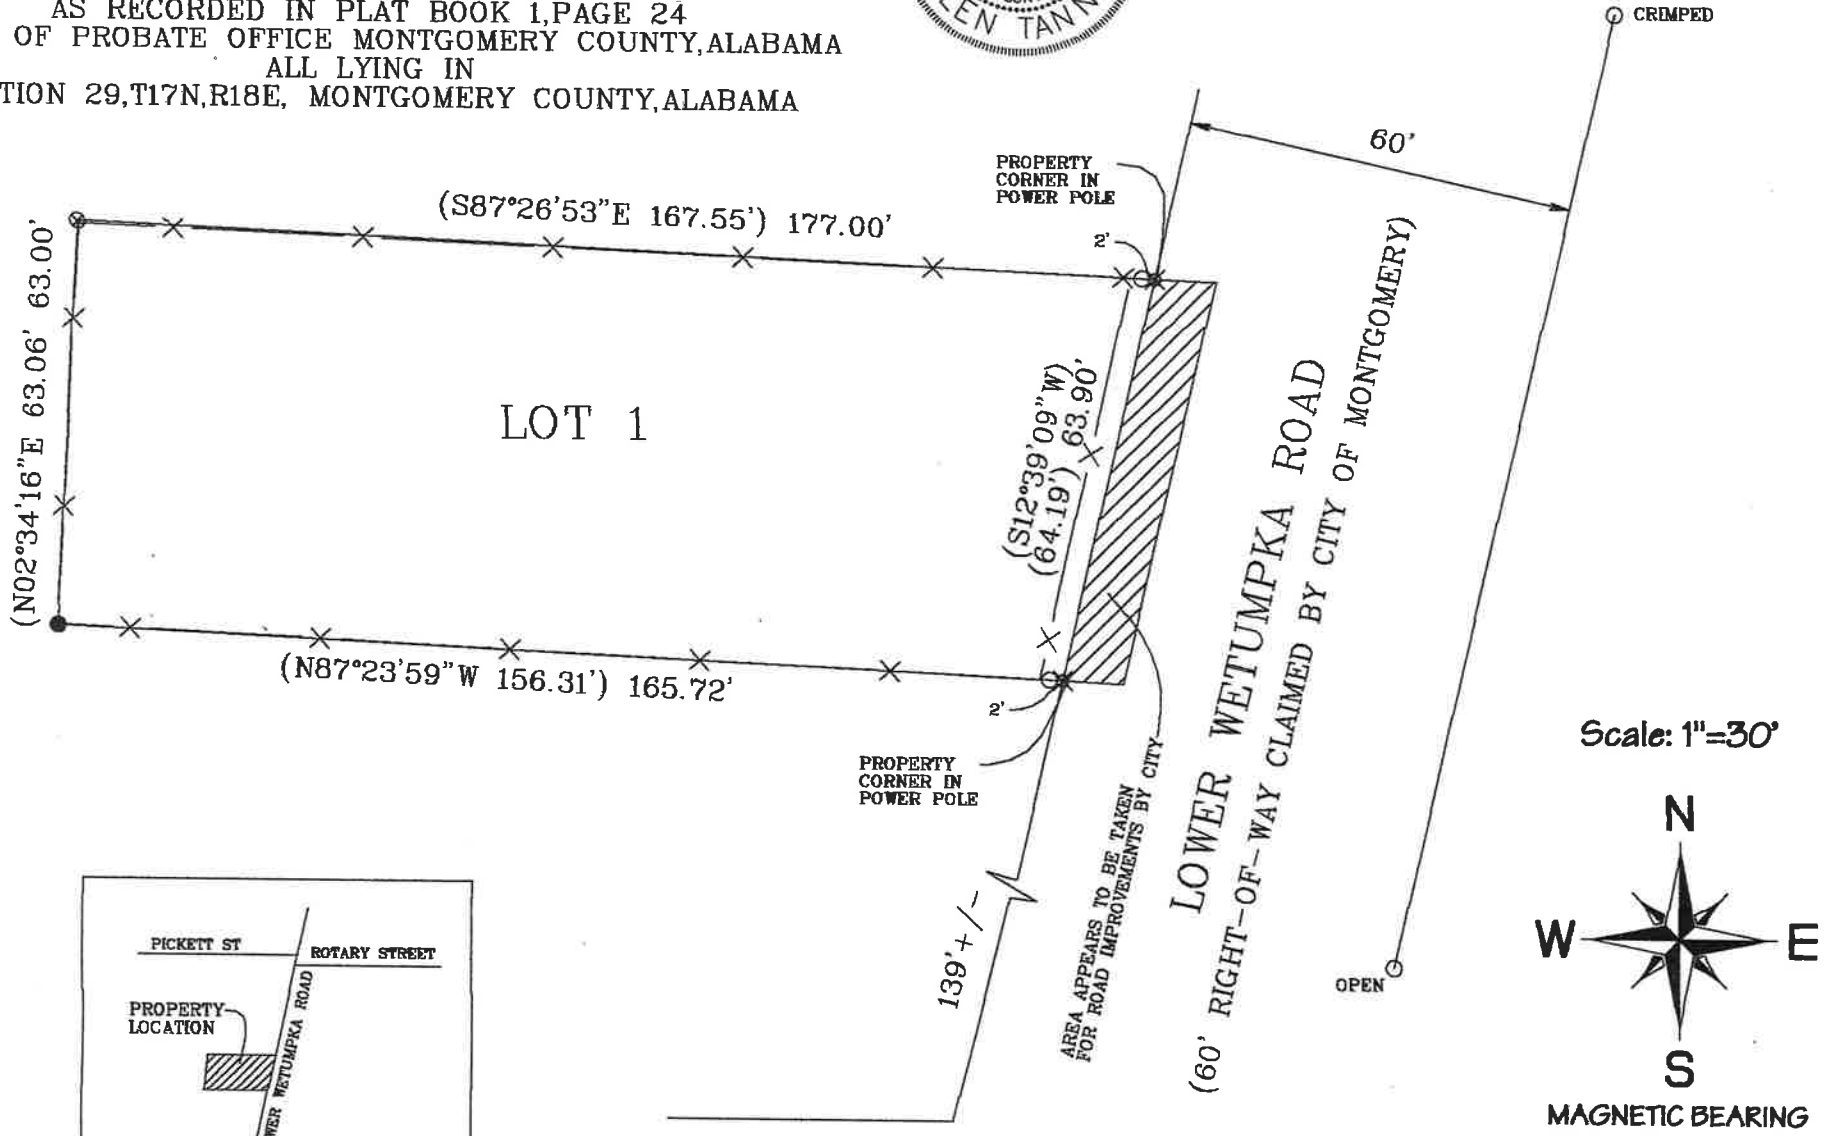 AS RECORDED IN PLAT BOOK 1,PAGE 24
OF PROBATE OFFICE MONTGOMERY COUNTY,ALABAMA
ALL LYING IN
TION 29,T17N,R18E, MONTGOMERY COUNTY,ALABAMA
LEN TANN
CRIMPED
60'
PROPERTY
CORNER IN
POWER POLE
2'
(S87°26'53"E 167.55') 177.00'
(N02°34'16"E 63.06' 63.00'
LOT 1
(S12°39'09"W)
(64.19') 63.90'
(N87°23'59"W 156.31') 165.72'
2'
PROPERTY
CORNER IN
POWER POLE
LOWER WETUMPKA ROAD
(60' RIGHT-OF-WAY CLAIMED BY CITY OF MONTGOMERY)
AREA APPEARS TO BE TAKEN
FOR ROAD IMPROVEMENTS BY CITY
139'+/-
OPEN
Scale: 1"=30'
N
W
E
S
MAGNETIC BEARING
PICKETT ST
ROTARY STREET
PROPERTY
LOCATION
WER WETUMPKA ROAD